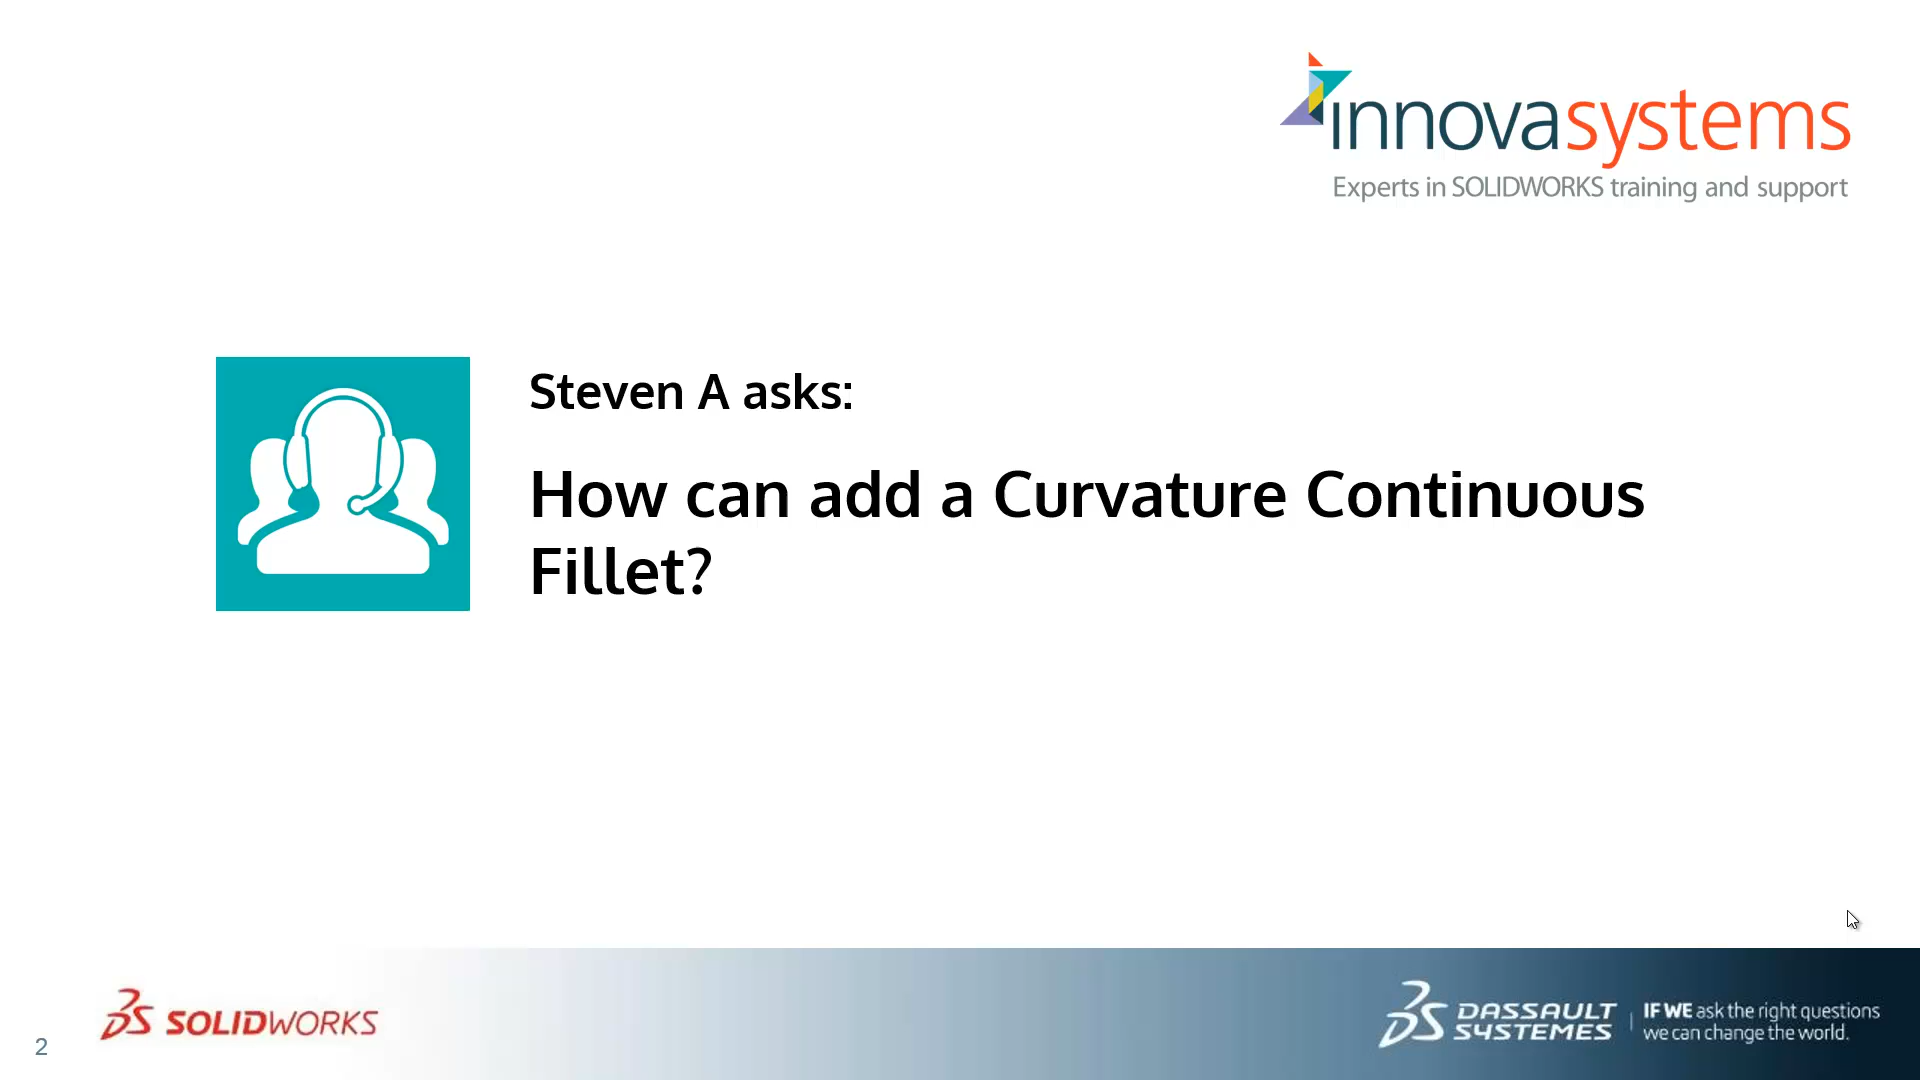 innovasystems
Experts in SOLIDWORKS training and support
Steven A asks:
How can add a Curvature Continuous
Fillet?
2
SOLIDWORKS
DASSAULT
SYSTEMES
IF WE ask the right questions
we can change the world.